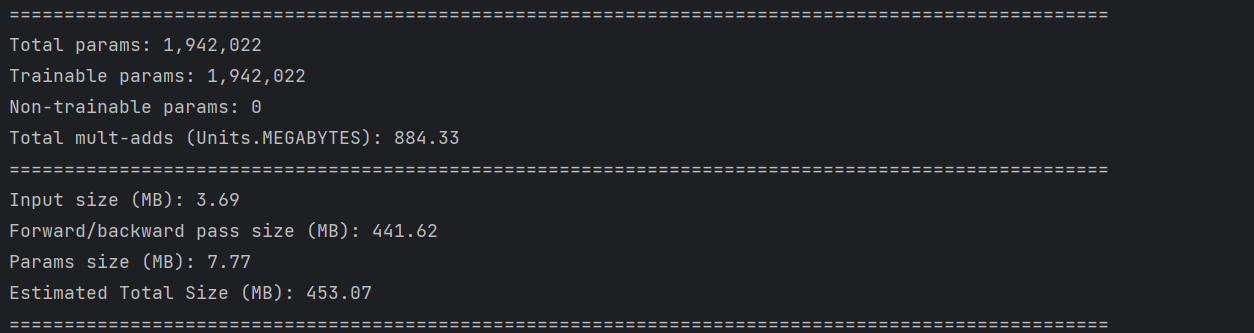 ====================================================================================================
Total params: 1,942,022
Trainable params: 1,942,022
Non-trainable params: 0
Total mult-adds (Units.MEGABYTES): 884.33
====================================================================================================
Input size (MB): 3.69
Forward/backward pass size (MB): 441.62
Params size (MB): 7.77
Estimated Total Size (MB): 453.07
====================================================================================================